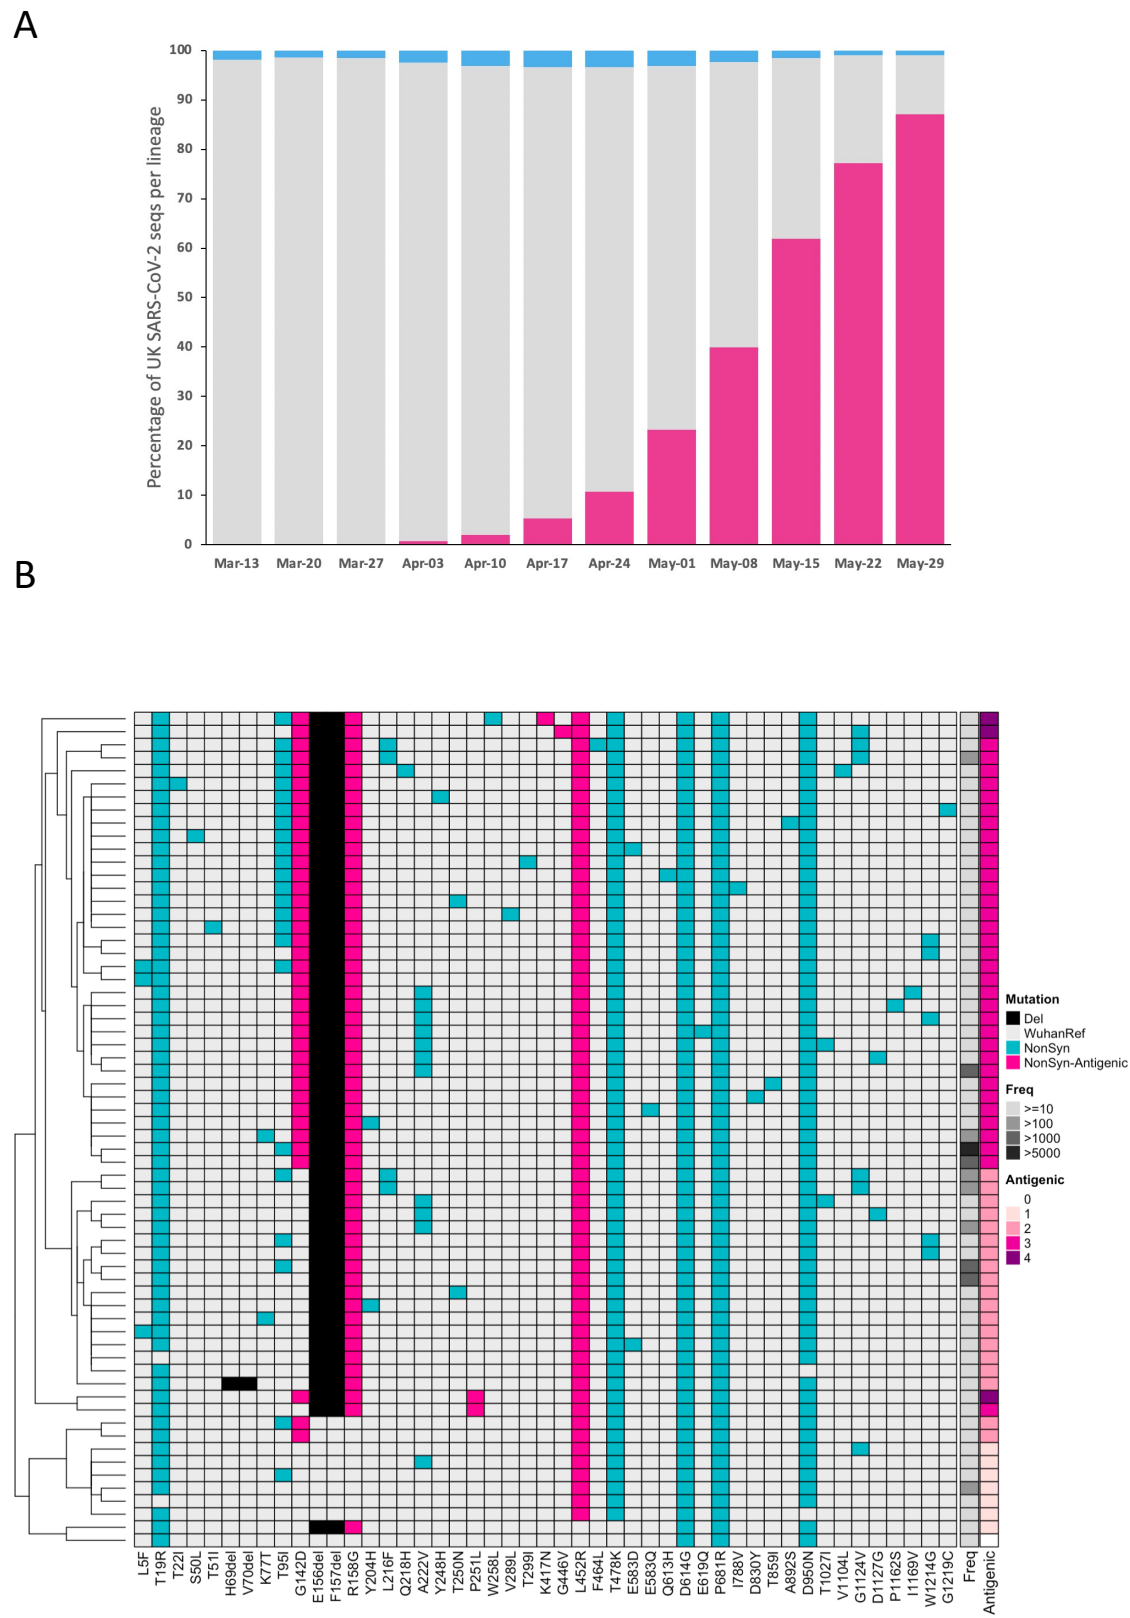 A
Percentage of UK SARS-CoV-2 seqs per lineage
100
90
80
70
60
50
40
30
20
10
0
Mar-13 Mar-20 Mar-27 Apr-03 Apr-10 Apr-17 Apr-24 May-01 May-08 May-15 May-22 May-29
B
Mutation
Del
WuhanRef
NonSyn
NonSyn-Antigenic
Freq
>=10
>100
>1000
>5000
Antigenic
0
1
2
3
4
L5F
T19R
T22I
S50L
T51I
H69del
V70del
K77T
T95I
G142D
E156del
F157del
R158G
Y204H
L216F
Q218H
A222V
Y248H
T250N
P251L
W258L
V289L
T299I
K417N
G446V
L452R
F464L
T478K
E583D
E583Q
Q613H
D614G
E619Q
P681R
I788V
D830Y
T859I
A892S
D950N
T1027I
V1104L
G1124V
D1127G
P1162S
I1169V
W1214G
G1219C
Freq
Antigenic